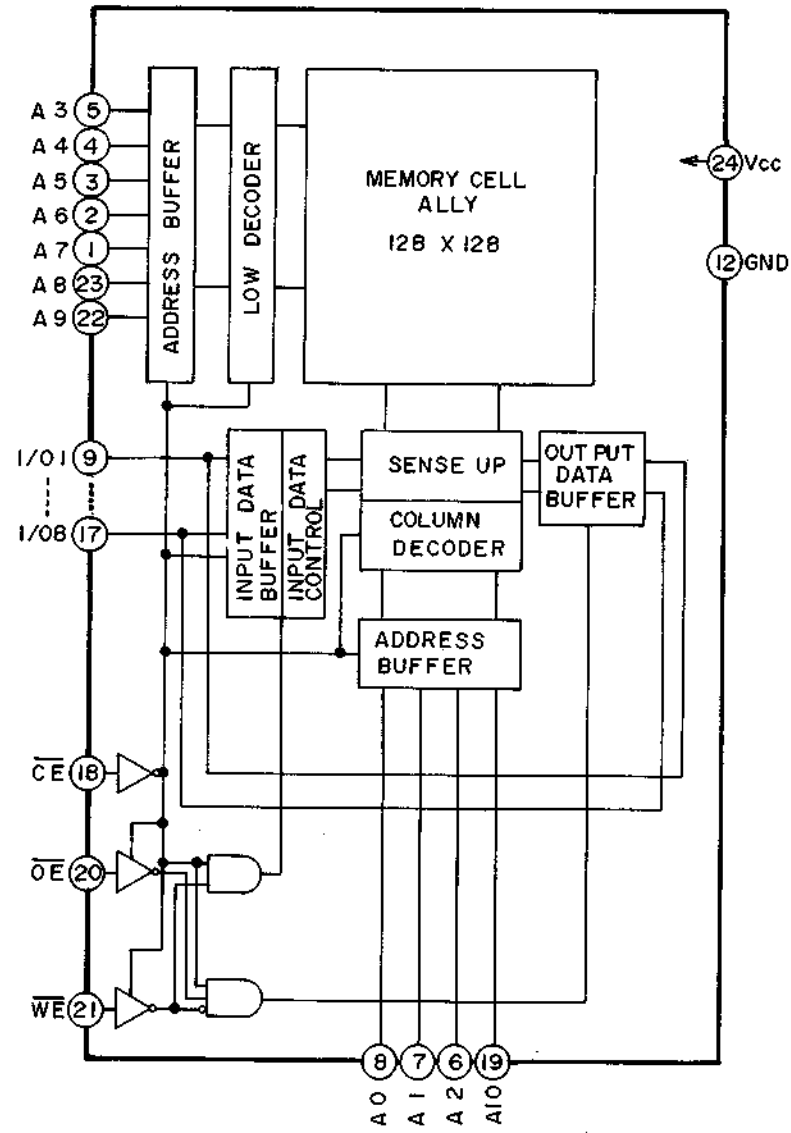 A3 5
A4 4
A5 3
A6 2
A7 1
A8 23
A9 22
ADDRESS BUFFER
LOW DECODER
MEMORY CELL
ALLY
128 X 128
24 Vcc
12 GND
I/O1 9
I/O8 17
INPUT DATA
BUFFER
INPUT DATA
CONTROL
SENSE UP
COLUMN
DECODER
OUTPUT
DATA
BUFFER
ADDRESS
BUFFER
CE 18
OE 20
WE 21
8 7 6 19
A0 A1 A2 A10